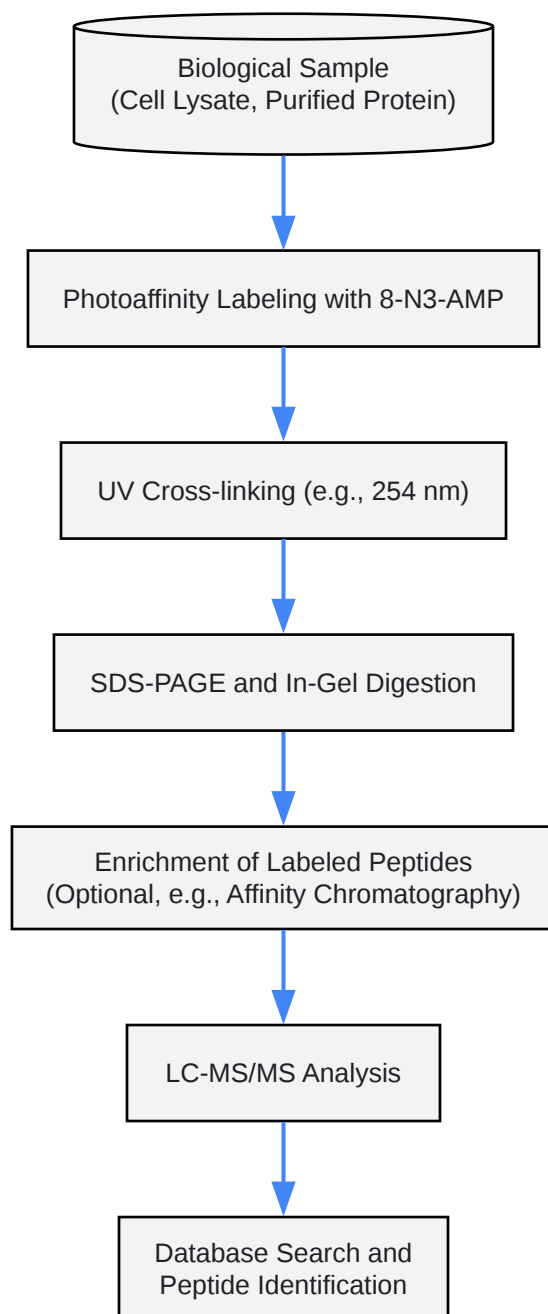 Biological Sample
(Cell Lysate, Purified Protein)
Photoaffinity Labeling with 8-N3-AMP
UV Cross-linking (e.g., 254 nm)
SDS-PAGE and In-Gel Digestion
Enrichment of Labeled Peptides
(Optional, e.g., Affinity Chromatography)
LC-MS/MS Analysis
Database Search and
Peptide Identification